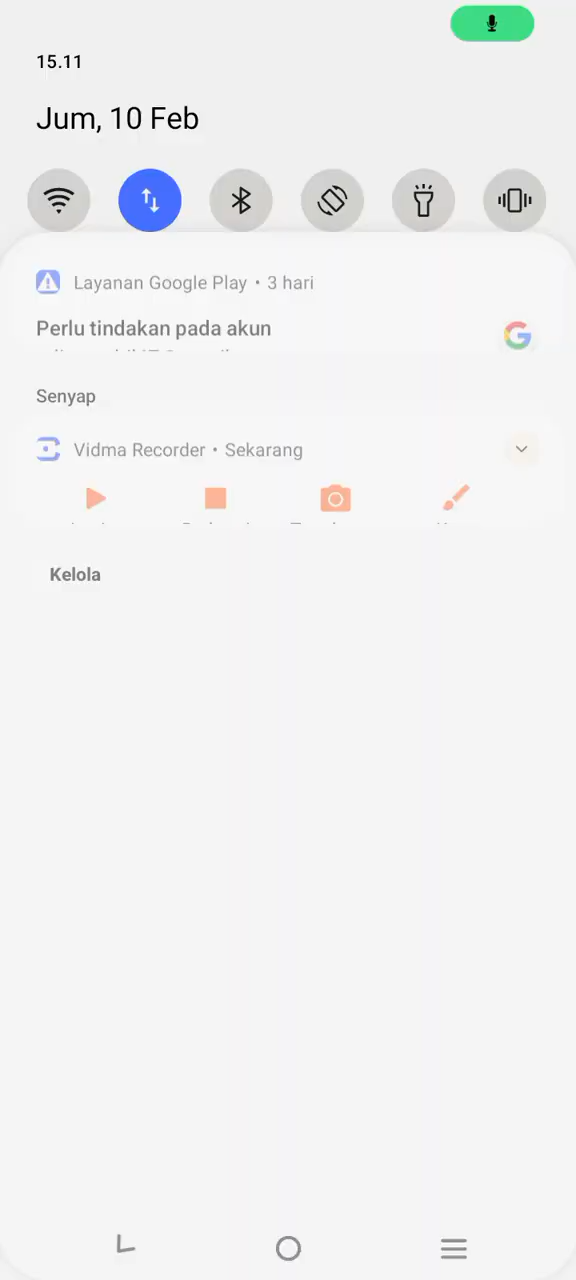 15.11
Jum, 10 Feb
Layanan Google Play • 3 hari
Perlu tindakan pada akun
Senyap
Vidma Recorder • Sekarang
Kelola